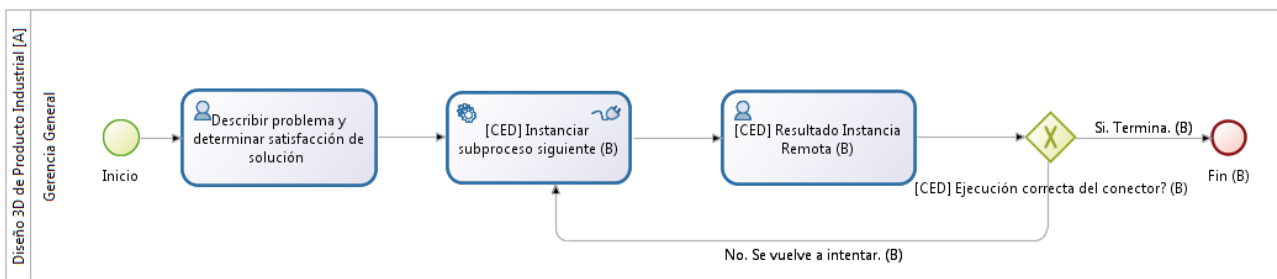 Diseño 3D de Producto Industrial [A]
Gerencia General
Inicio
Describir problema y
determinar satisfacción de
solución
[CED] Instanciar
subproceso siguiente (B)
[CED] Resultado Instancia
Remota (B)
Si. Termina. (B)
[CED] Ejecución correcta del conector? (B)
Fin (B)
No. Se vuelve a intentar. (B)